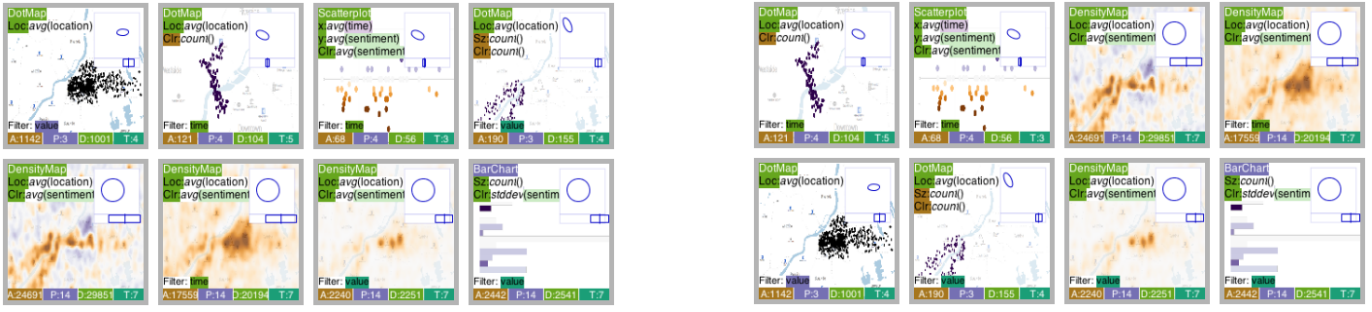 DotMap
Loc:avg(location)
Filter: value
A:1142 P:3 D:1001 T:4
DotMap
Loc:avg(location)
Clr:count()
Filter: time
A:121 P:4 D:104 T:5
Scatterplot
x:avg(time)
y:avg(sentiment)
Clr:avg(sentiment
Filter: time
A:68 P:4 D:56 T:3
DotMap
Loc:avg(location)
Sz:count()
Clr:count()
Filter: value
A:190 P:3 D:155 T:4
DotMap
Loc:avg(location)
Clr:count()
Filter: time
A:121 P:4 D:104 T:5
Scatterplot
x:avg(time)
y:avg(sentiment)
Clr:avg(sentiment
Filter: time
A:68 P:4 D:56 T:3
DensityMap
Loc:avg(location)
Clr:avg(sentiment
A:24691 P:14 D:29851 T:7
DensityMap
Loc:avg(location)
Clr:avg(sentiment
Filter: time
A:17559 P:14 D:20194 T:7
DensityMap
Loc:avg(location)
Clr:avg(sentiment
A:24691 P:14 D:29851 T:7
DensityMap
Loc:avg(location)
Clr:avg(sentiment
Filter: time
A:17559 P:14 D:20194 T:7
DensityMap
Loc:avg(location)
Clr:avg(sentiment
Filter: value
A:2240 P:14 D:2251 T:7
BarChart
Sz:count()
Clr:stddev(sentim
Filter: value
A:2442 P:14 D:2541 T:7
DotMap
Loc:avg(location)
Filter: value
A:1142 P:3 D:1001 T:4
DotMap
Loc:avg(location)
Sz:count()
Clr:count()
Filter: value
A:190 P:3 D:155 T:4
DensityMap
Loc:avg(location)
Clr:avg(sentiment
Filter: value
A:2240 P:14 D:2251 T:7
BarChart
Sz:count()
Clr:stddev(sentim
Filter: value
A:2442 P:14 D:2541 T:7